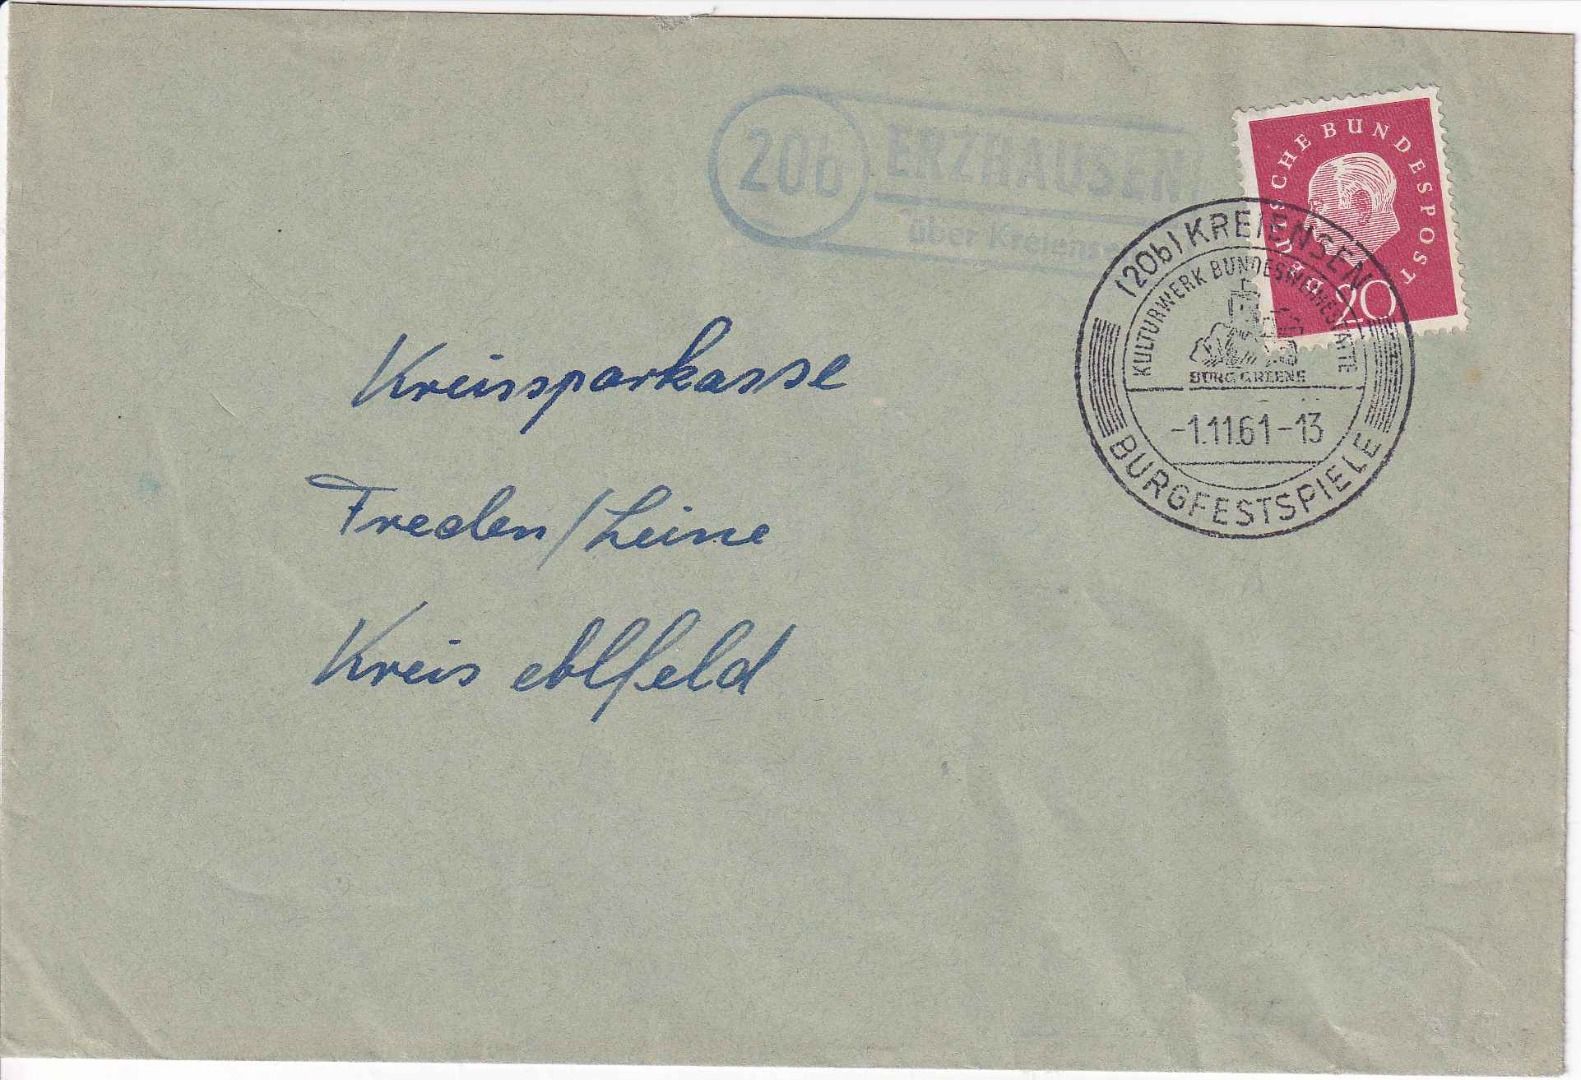 20b ERZHAUSEN
über Kreiensen
DEUTSCHE BUNDESPOST
20
(20b) KREIENSEN
KULTURWERK BUNDESWEIHESTÄTTE
BURG GREENE
-1.11.61-13
BURGFESTSPIELE
Kreissparkasse
Freden/Leine
Kreis Alfeld